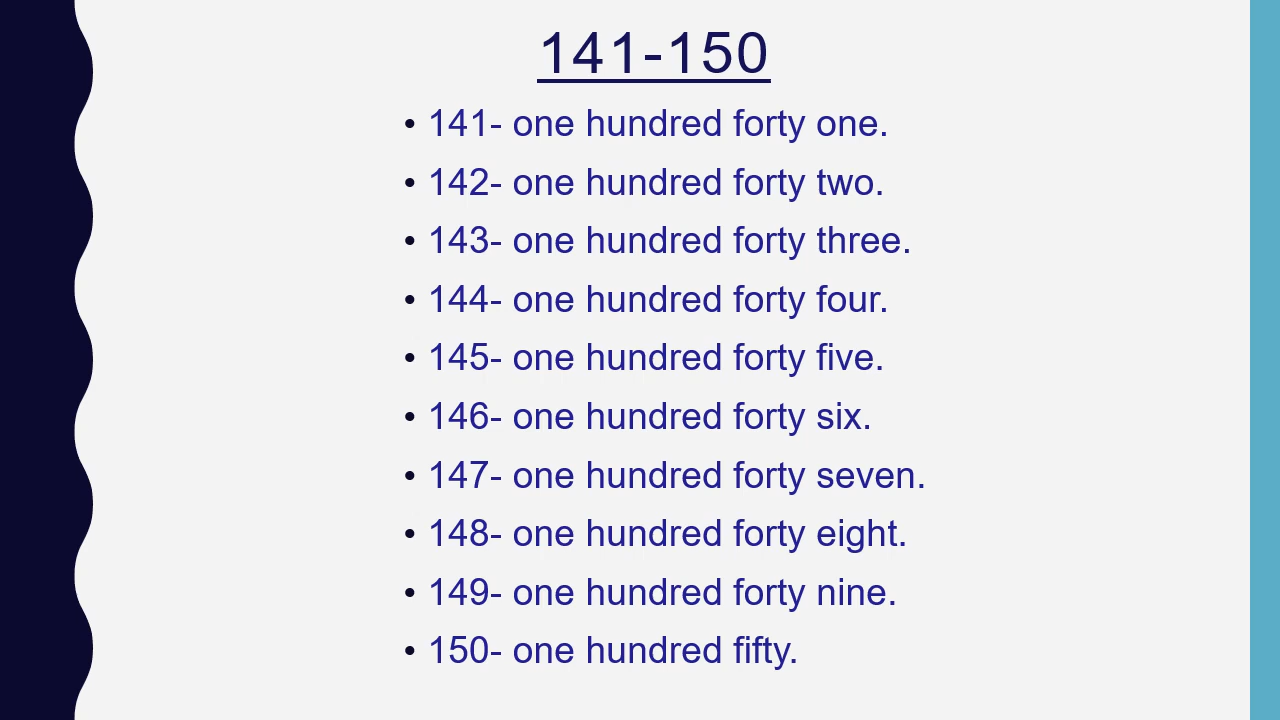 141-150
• 141- one hundred forty one.
• 142- one hundred forty two.
• 143- one hundred forty three.
• 144- one hundred forty four.
• 145- one hundred forty five.
• 146- one hundred forty six.
• 147- one hundred forty seven.
• 148- one hundred forty eight.
• 149- one hundred forty nine.
• 150- one hundred fifty.